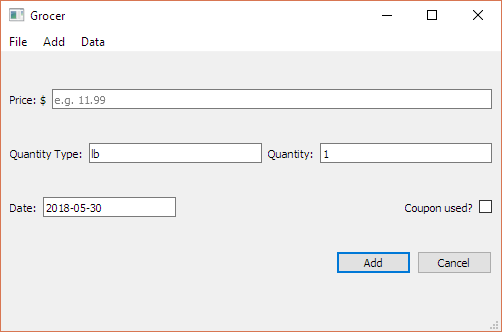 Grocer
File Add Data
Price: $ e.g. 11.99
Quantity Type: lb Quantity: 1
Date: 2018-05-30 Coupon used?
Add Cancel